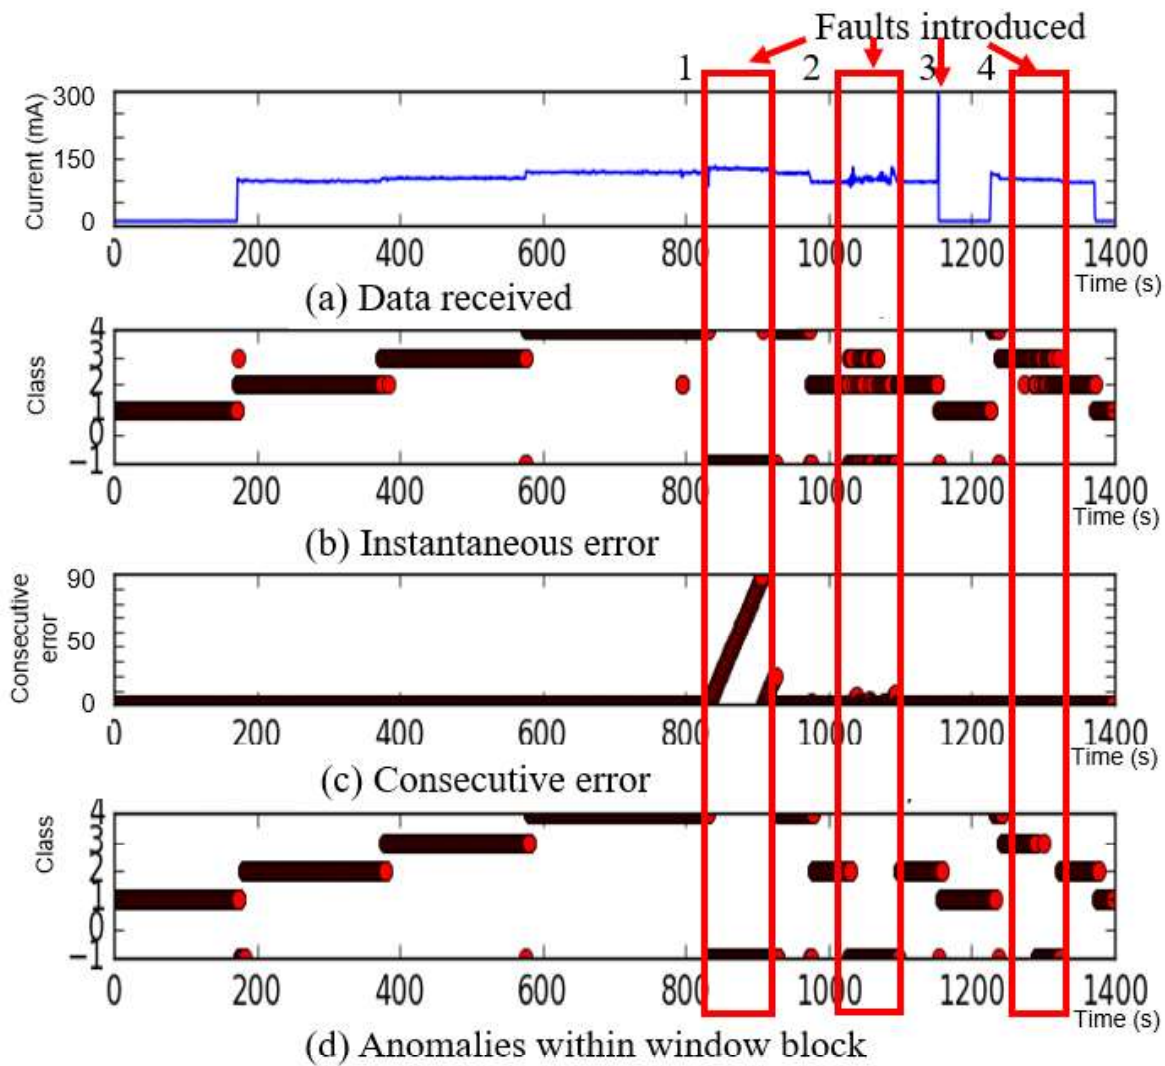 Faults introduced
1 2 3 4
Current (mA)
300
150
0
0 200 400 600 800 1000 1200 1400
Time (s)
(a) Data received
Class
4
3
2
1
0
−1
0 200 400 600 800 1000 1200 1400
Time (s)
(b) Instantaneous error
Consecutive
error
90
50
0
0 200 400 600 800 1000 1200 1400
Time (s)
(c) Consecutive error
Class
4
3
2
1
0
−1
0 200 400 600 800 1000 1200 1400
Time (s)
(d) Anomalies within window block